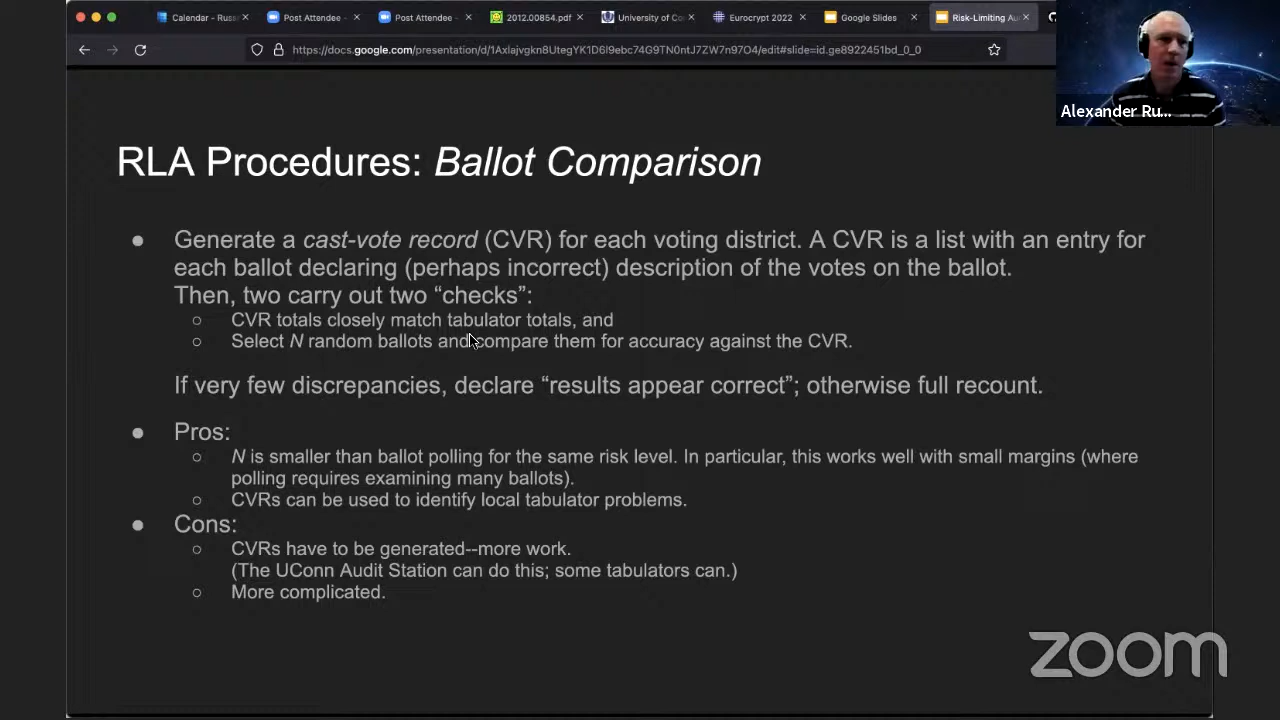 Calendar - Russ
Post Attendee -
Post Attendee -
2012.00854.pdf
University of Co
Eurocrypt 2022
Google Slides
Risk-Limiting Au
https://docs.google.com/presentation/d/1Axlajvgkn8UtegYK1D6I9ebc74G9TN0ntJ7ZW7n97O4/edit#slide=id.ge8922451bd_0_0
Alexander Ru...
RLA Procedures: Ballot Comparison
● Generate a cast-vote record (CVR) for each voting district. A CVR is a list with an entry for
each ballot declaring (perhaps incorrect) description of the votes on the ballot.
Then, two carry out two “checks”:
○ CVR totals closely match tabulator totals, and
○ Select N random ballots and compare them for accuracy against the CVR.
If very few discrepancies, declare “results appear correct”; otherwise full recount.
● Pros:
○ N is smaller than ballot polling for the same risk level. In particular, this works well with small margins (where
polling requires examining many ballots).
○ CVRs can be used to identify local tabulator problems.
● Cons:
○ CVRs have to be generated--more work.
(The UConn Audit Station can do this; some tabulators can.)
○ More complicated.
zoom